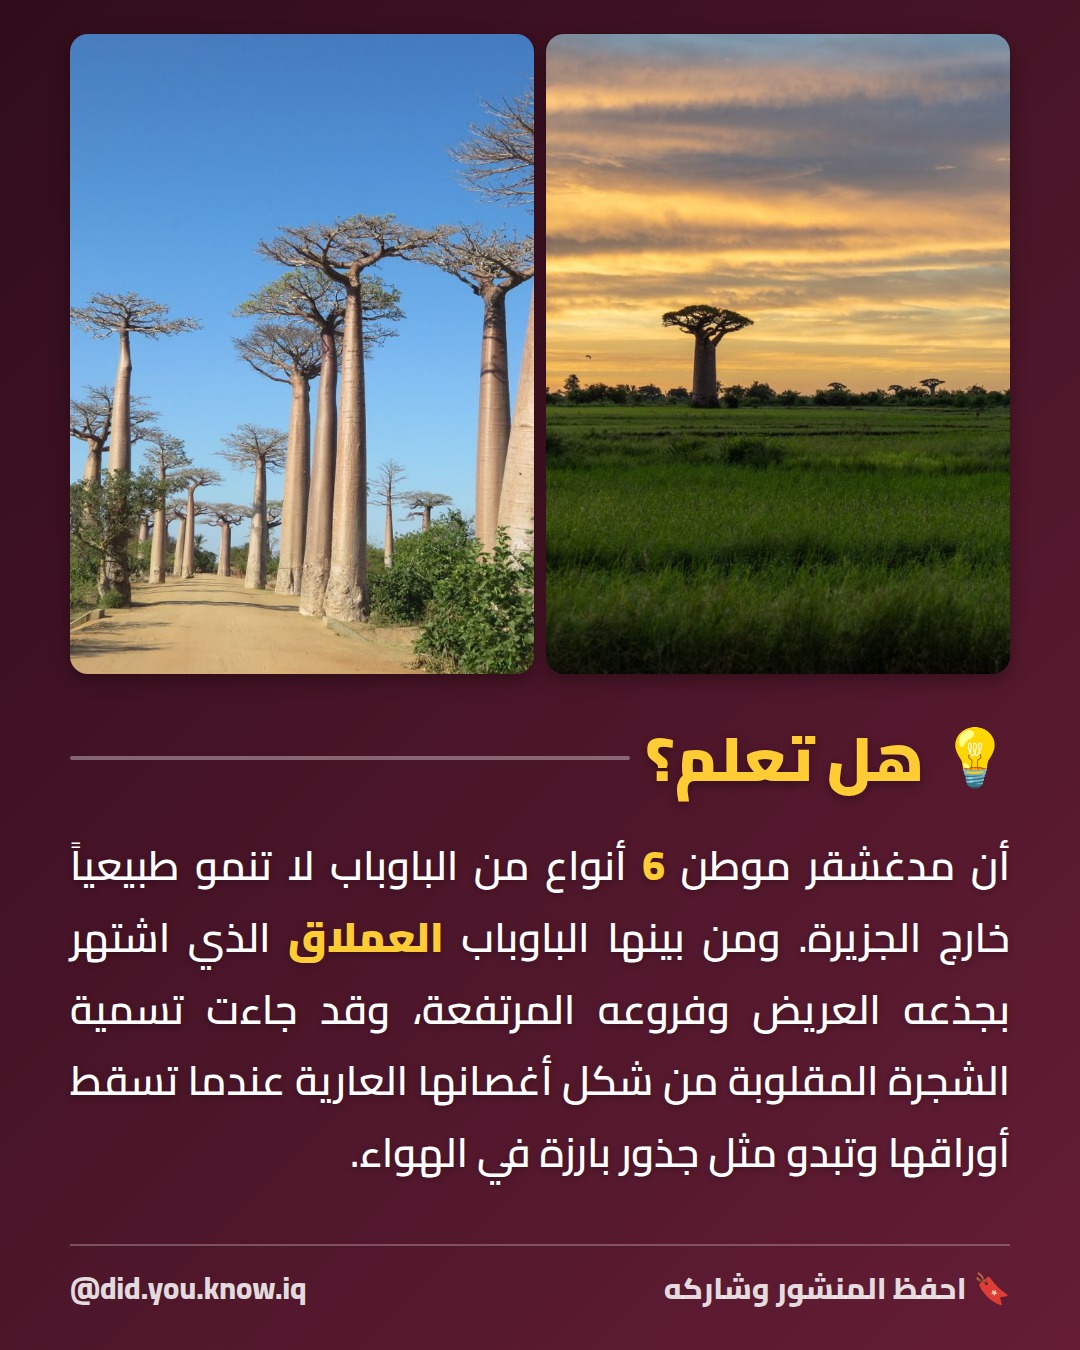 💡 هل تعلم؟
أن مدغشقر موطن 6 أنواع من الباوباب لا تنمو طبيعياً
خارج الجزيرة. ومن بينها الباوباب العملاق الذي اشتهر
بجذعه العريض وفروعه المرتفعة، وقد جاءت تسمية
الشجرة المقلوبة من شكل أغصانها العارية عندما تسقط
أوراقها وتبدو مثل جذور بارزة في الهواء.
🔖 احفظ المنشور وشاركه
@did.you.know.iq